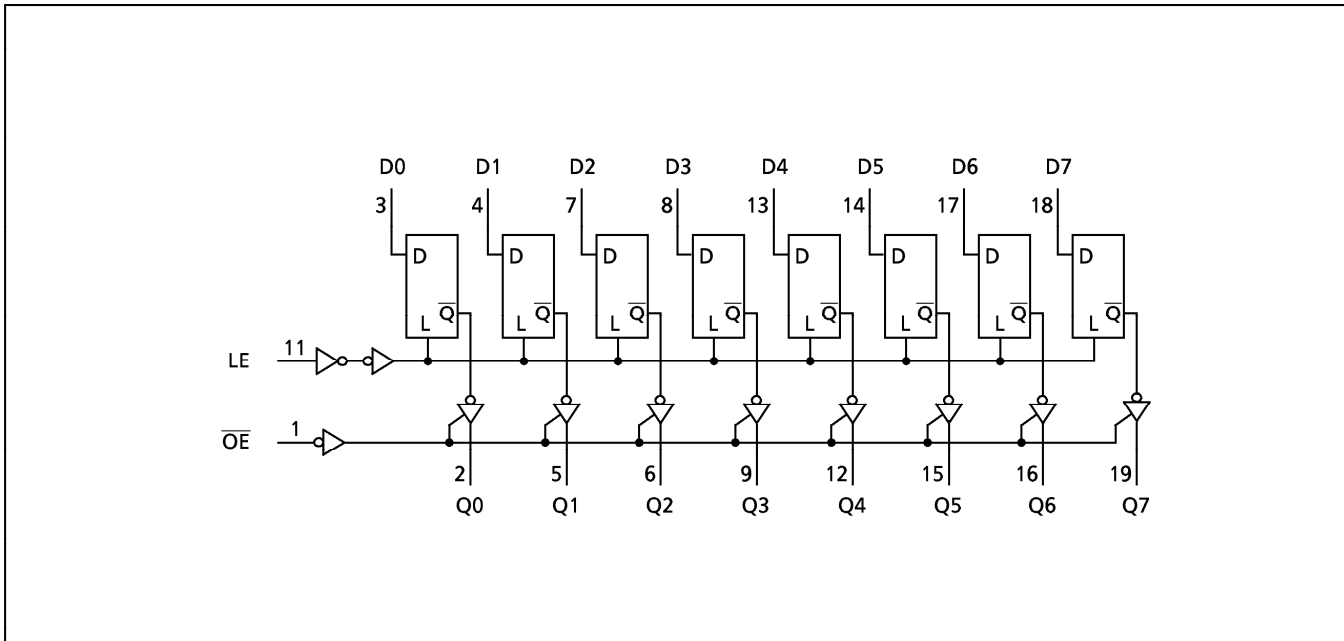 D0 D1 D2 D3 D4 D5 D6 D7
3 4 7 8 13 14 17 18
D D D D D D D D
Q̅ Q̅ Q̅ Q̅ Q̅ Q̅ Q̅ Q̅
L L L L L L L L
LE 11
O̅E̅ 1
2 5 6 9 12 15 16 19
Q0 Q1 Q2 Q3 Q4 Q5 Q6 Q7